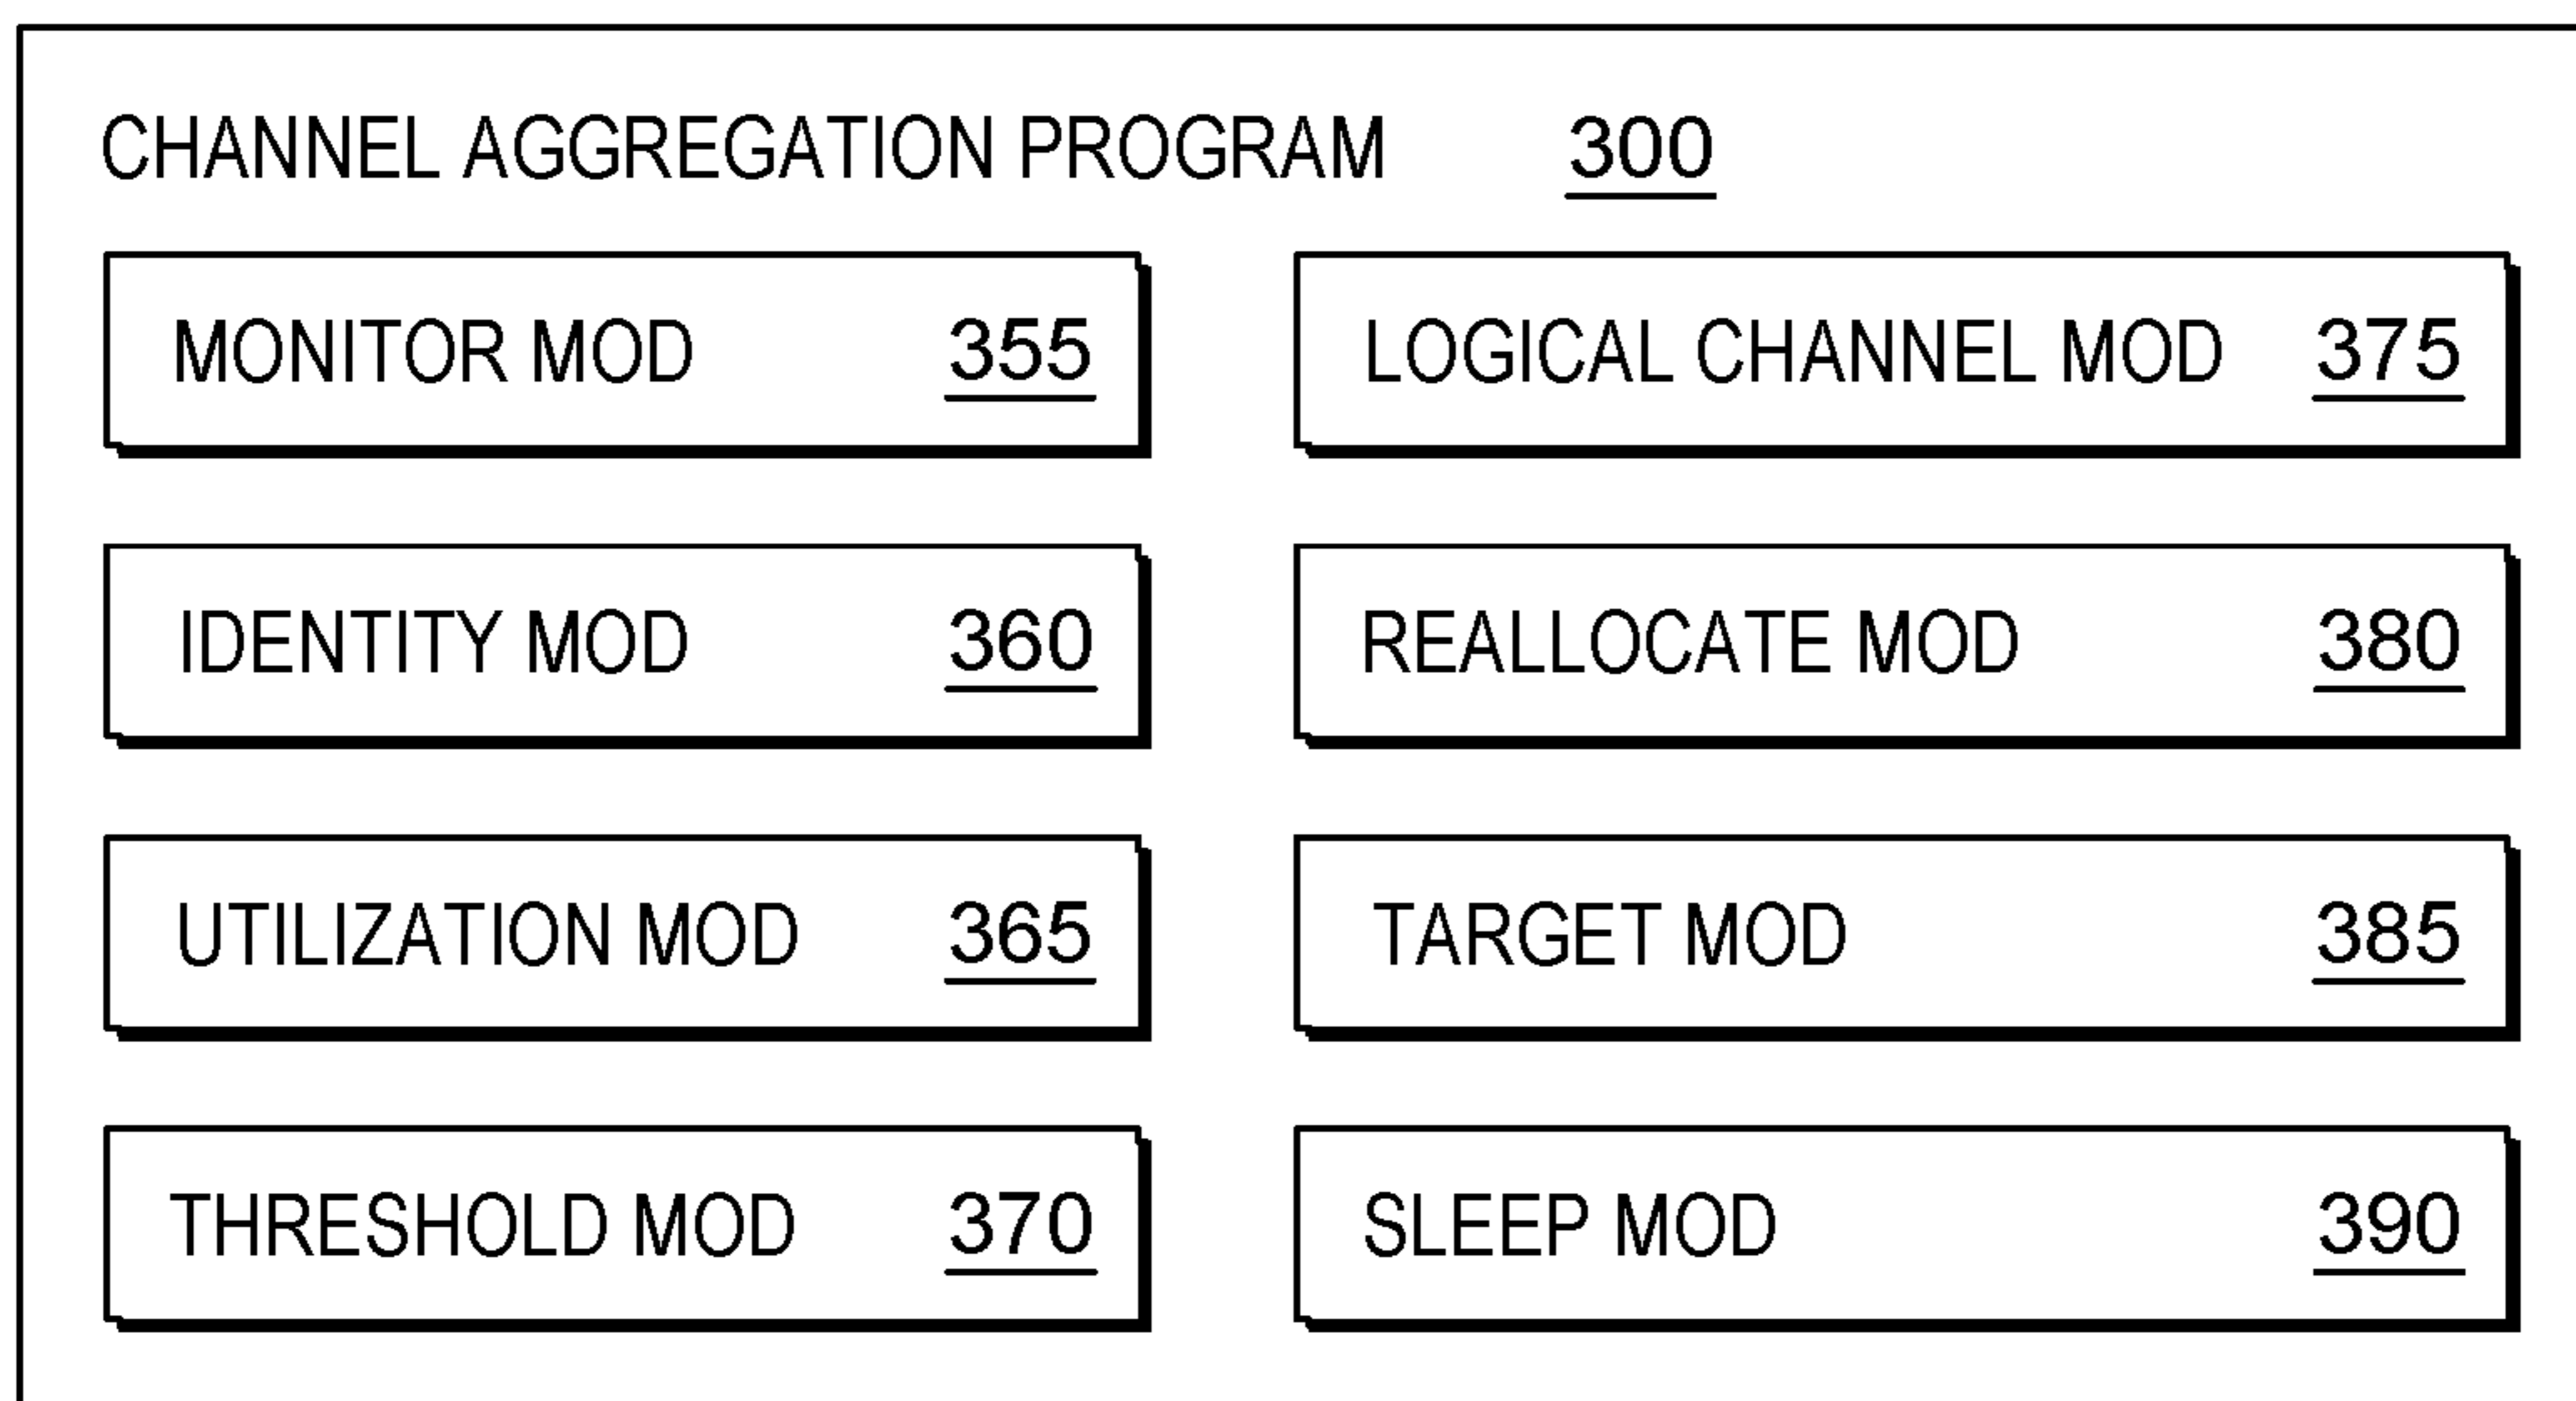 CHANNEL AGGREGATION PROGRAM 300
MONITOR MOD 355
LOGICAL CHANNEL MOD 375
IDENTITY MOD 360
REALLOCATE MOD 380
UTILIZATION MOD 365
TARGET MOD 385
THRESHOLD MOD 370
SLEEP MOD 390